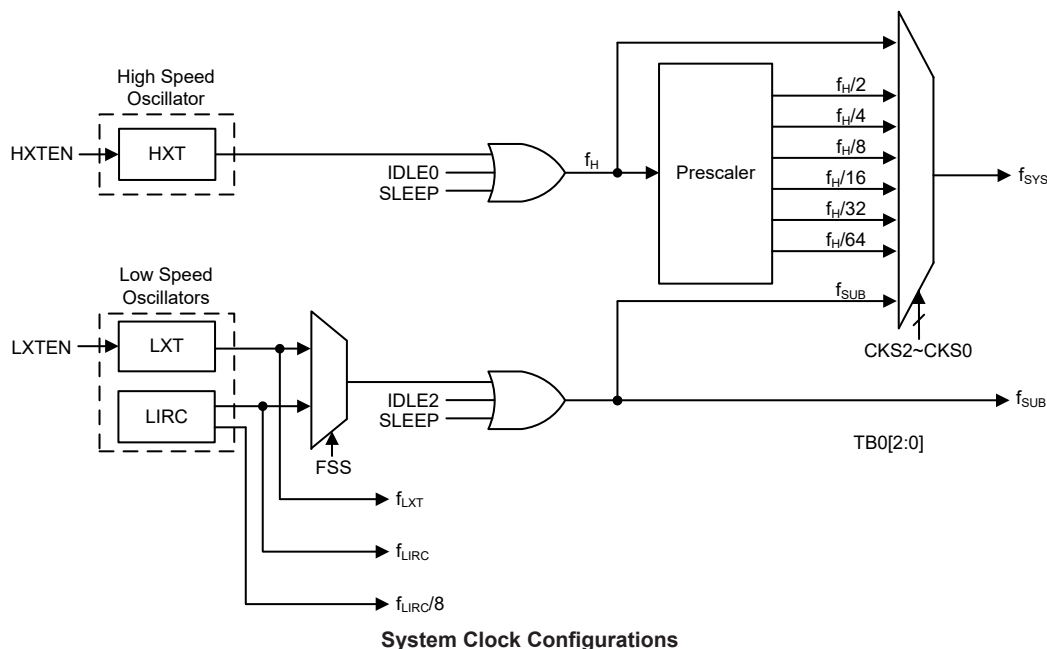 High Speed
Oscillator
HXTEN
HXT
IDLE0
SLEEP
fH
Prescaler
fH/2
fH/4
fH/8
fH/16
fH/32
fH/64
fSUB
fSYS
CKS2~CKS0
Low Speed
Oscillators
LXTEN
LXT
LIRC
FSS
IDLE2
SLEEP
fSUB
TB0[2:0]
fLXT
fLIRC
fLIRC/8
System Clock Configurations